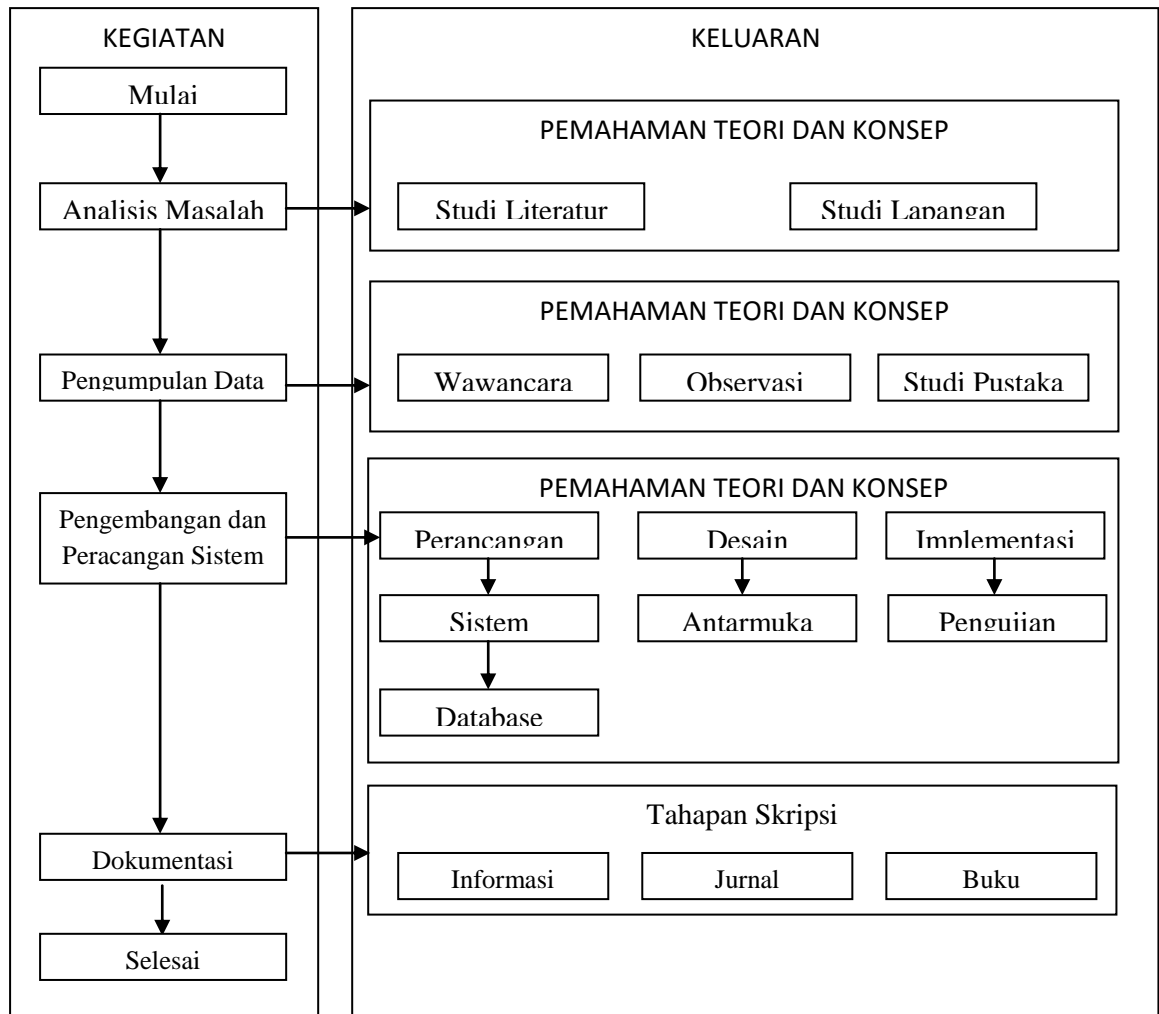 KEGIATAN
Mulai
Analisis Masalah
Pengumpulan Data
Pengembangan dan
Peracangan Sistem
Dokumentasi
Selesai
KELUARAN
PEMAHAMAN TEORI DAN KONSEP
Studi Literatur
Studi Lapangan
PEMAHAMAN TEORI DAN KONSEP
Wawancara
Observasi
Studi Pustaka
PEMAHAMAN TEORI DAN KONSEP
Perancangan
Desain
Implementasi
Sistem
Antarmuka
Pengujian
Database
Tahapan Skripsi
Informasi
Jurnal
Buku